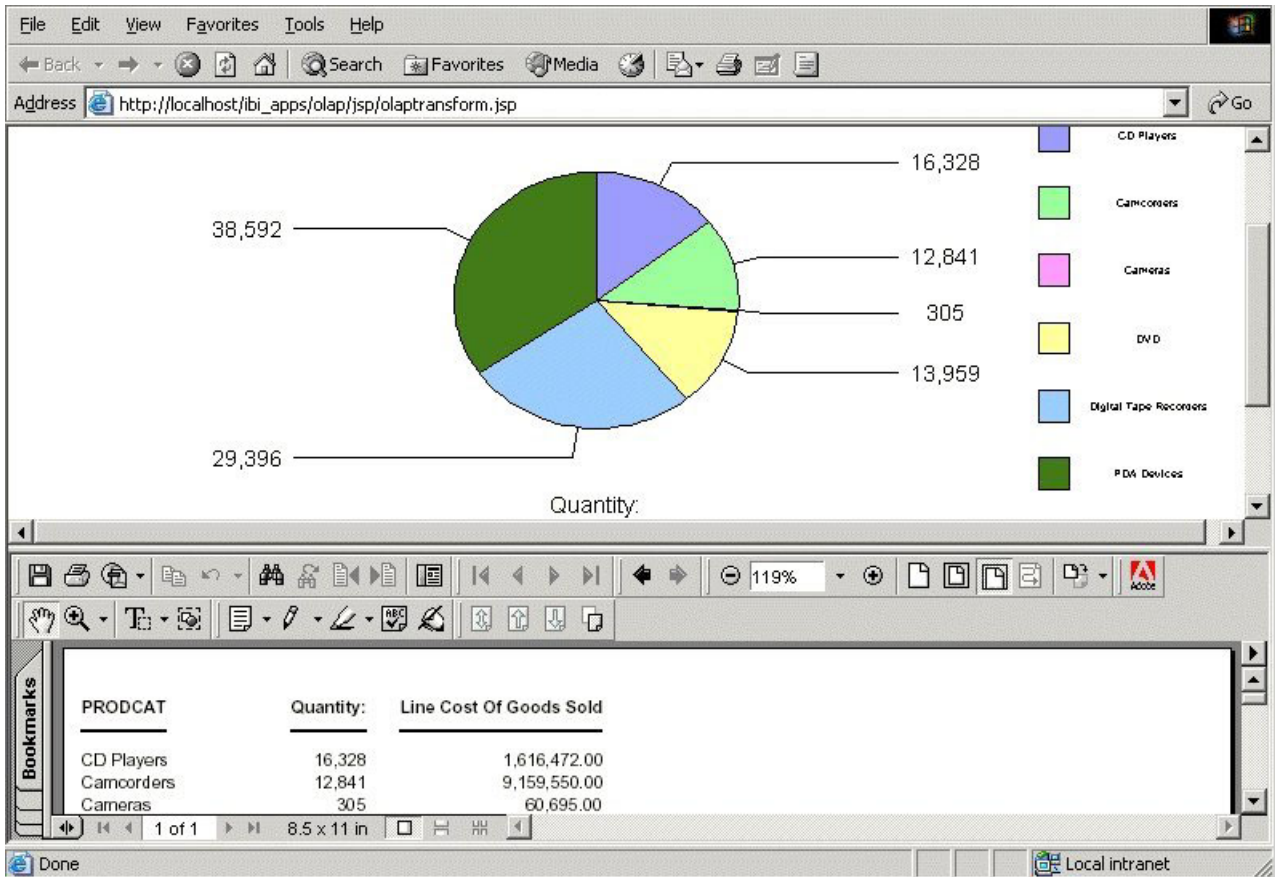 File Edit View Favorites Tools Help
Back Search Favorites Media
Address http://localhost/ibi_apps/olap/jsp/olaptransform.jsp Go
CD Players
16,328
Camcorders
38,592
12,841
Cameras
305
DVD
13,959
Digital Tape Recorders
29,396
PDA Devices
Quantity:
119%
Adobe
T
ABC
Bookmarks
PRODCAT Quantity: Line Cost Of Goods Sold
CD Players 16,328 1,616,472.00
Camcorders 12,841 9,159,550.00
Cameras 305 60,695.00
1 of 1 8.5 x 11 in
Done Local intranet